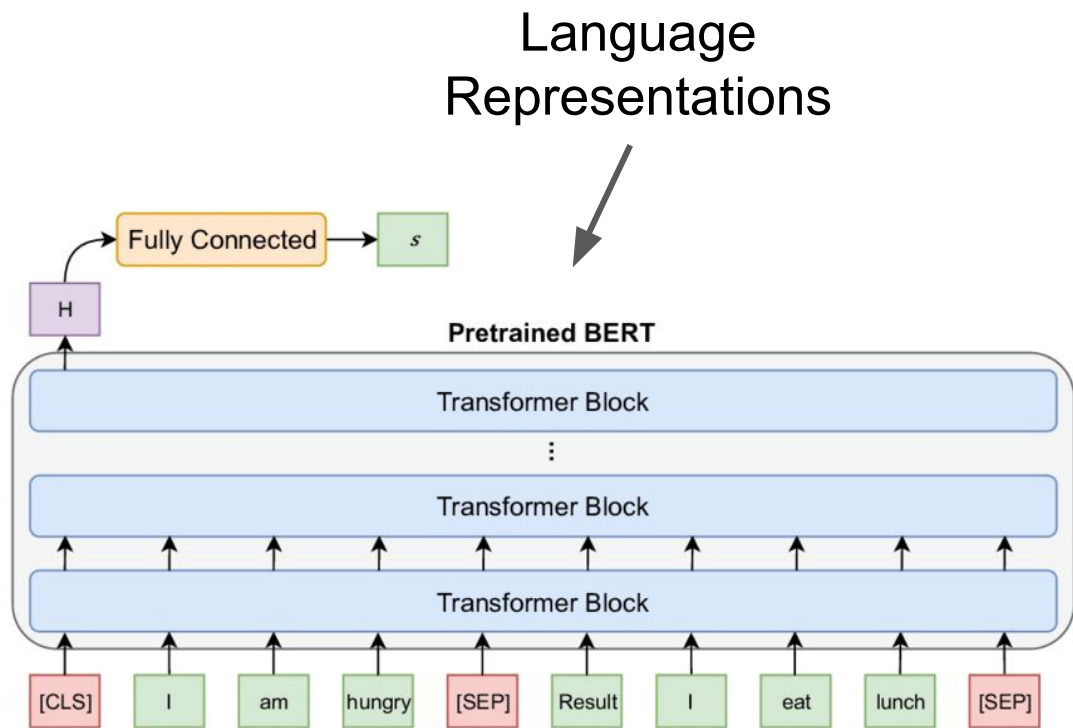 Language
Representations
Fully Connected
s
H
Pretrained BERT
Transformer Block
⋮
Transformer Block
Transformer Block
[CLS] I am hungry [SEP] Result I eat lunch [SEP]